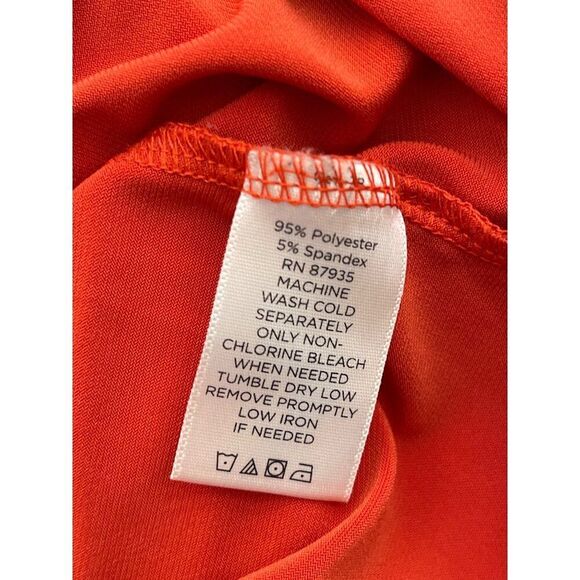 95% Polyester
5% Spandex
RN 87935
MACHINE
WASH COLD
SEPARATELY
ONLY NON-
CHLORINE BLEACH
WHEN NEEDED
TUMBLE DRY LOW
REMOVE PROMPTLY
LOW IRON
IF NEEDED